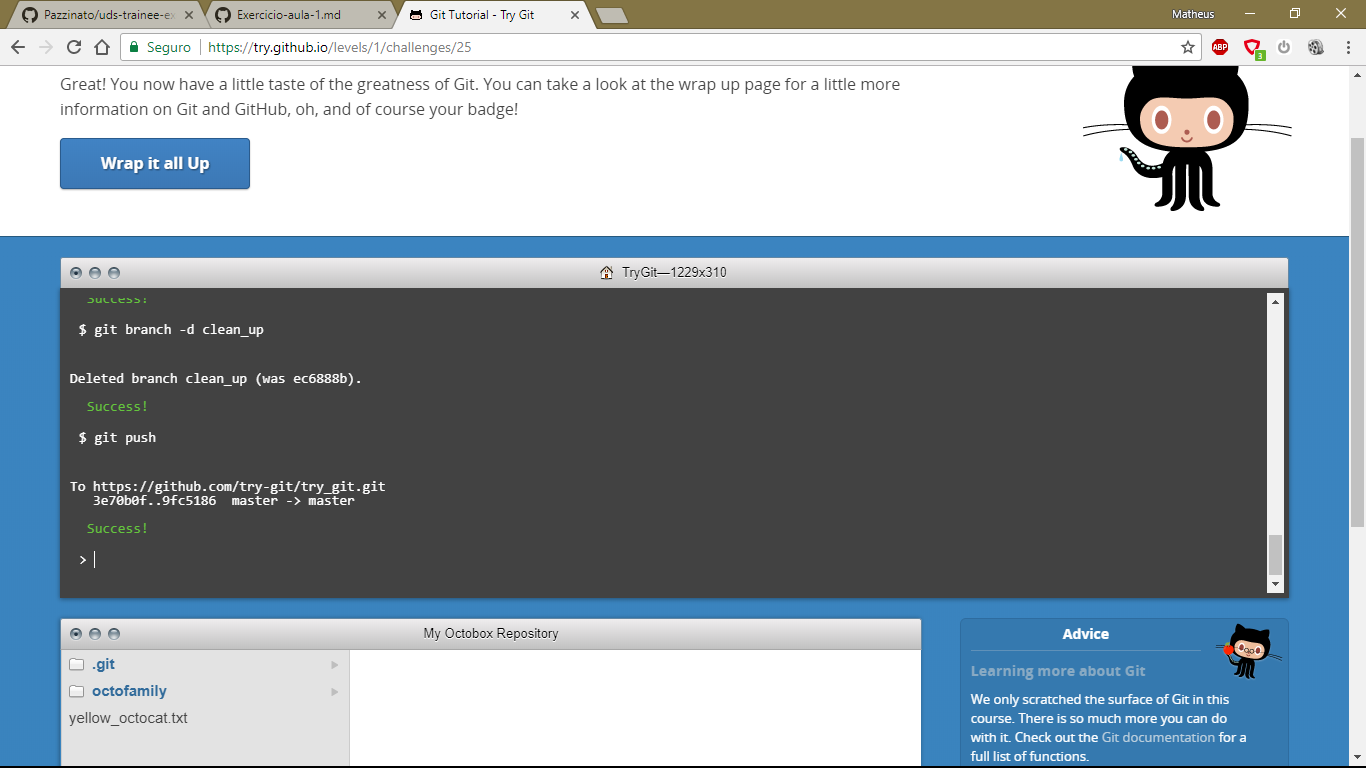 Pazzinato/uds-trainee-ex
Exercicio-aula-1.md
Git Tutorial - Try Git
Matheus
Seguro
https://try.github.io/levels/1/challenges/25
ABP
3
Great! You now have a little taste of the greatness of Git. You can take a look at the wrap up page for a little more
information on Git and GitHub, oh, and of course your badge!
Wrap it all Up
TryGit—1229x310
Success!
$ git branch -d clean_up
Deleted branch clean_up (was ec6888b).
Success!
$ git push
To https://github.com/try-git/try_git.git
3e70b0f..9fc5186  master -> master
Success!
>
My Octobox Repository
.git
octofamily
yellow_octocat.txt
Advice
Learning more about Git
We only scratched the surface of Git in this
course. There is so much more you can do
with it. Check out the Git documentation for a
full list of functions.